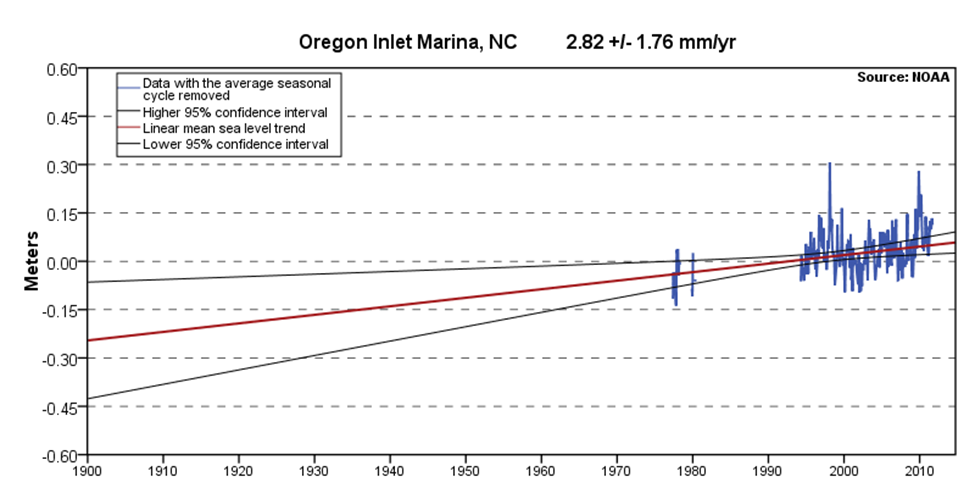 Oregon Inlet Marina, NC 2.82 +/- 1.76 mm/yr
Source: NOAA
Data with the average seasonal
cycle removed
Higher 95% confidence interval
Linear mean sea level trend
Lower 95% confidence interval
Meters
0.60
0.45
0.30
0.15
0.00
-0.15
-0.30
-0.45
-0.60
1900 1910 1920 1930 1940 1950 1960 1970 1980 1990 2000 2010